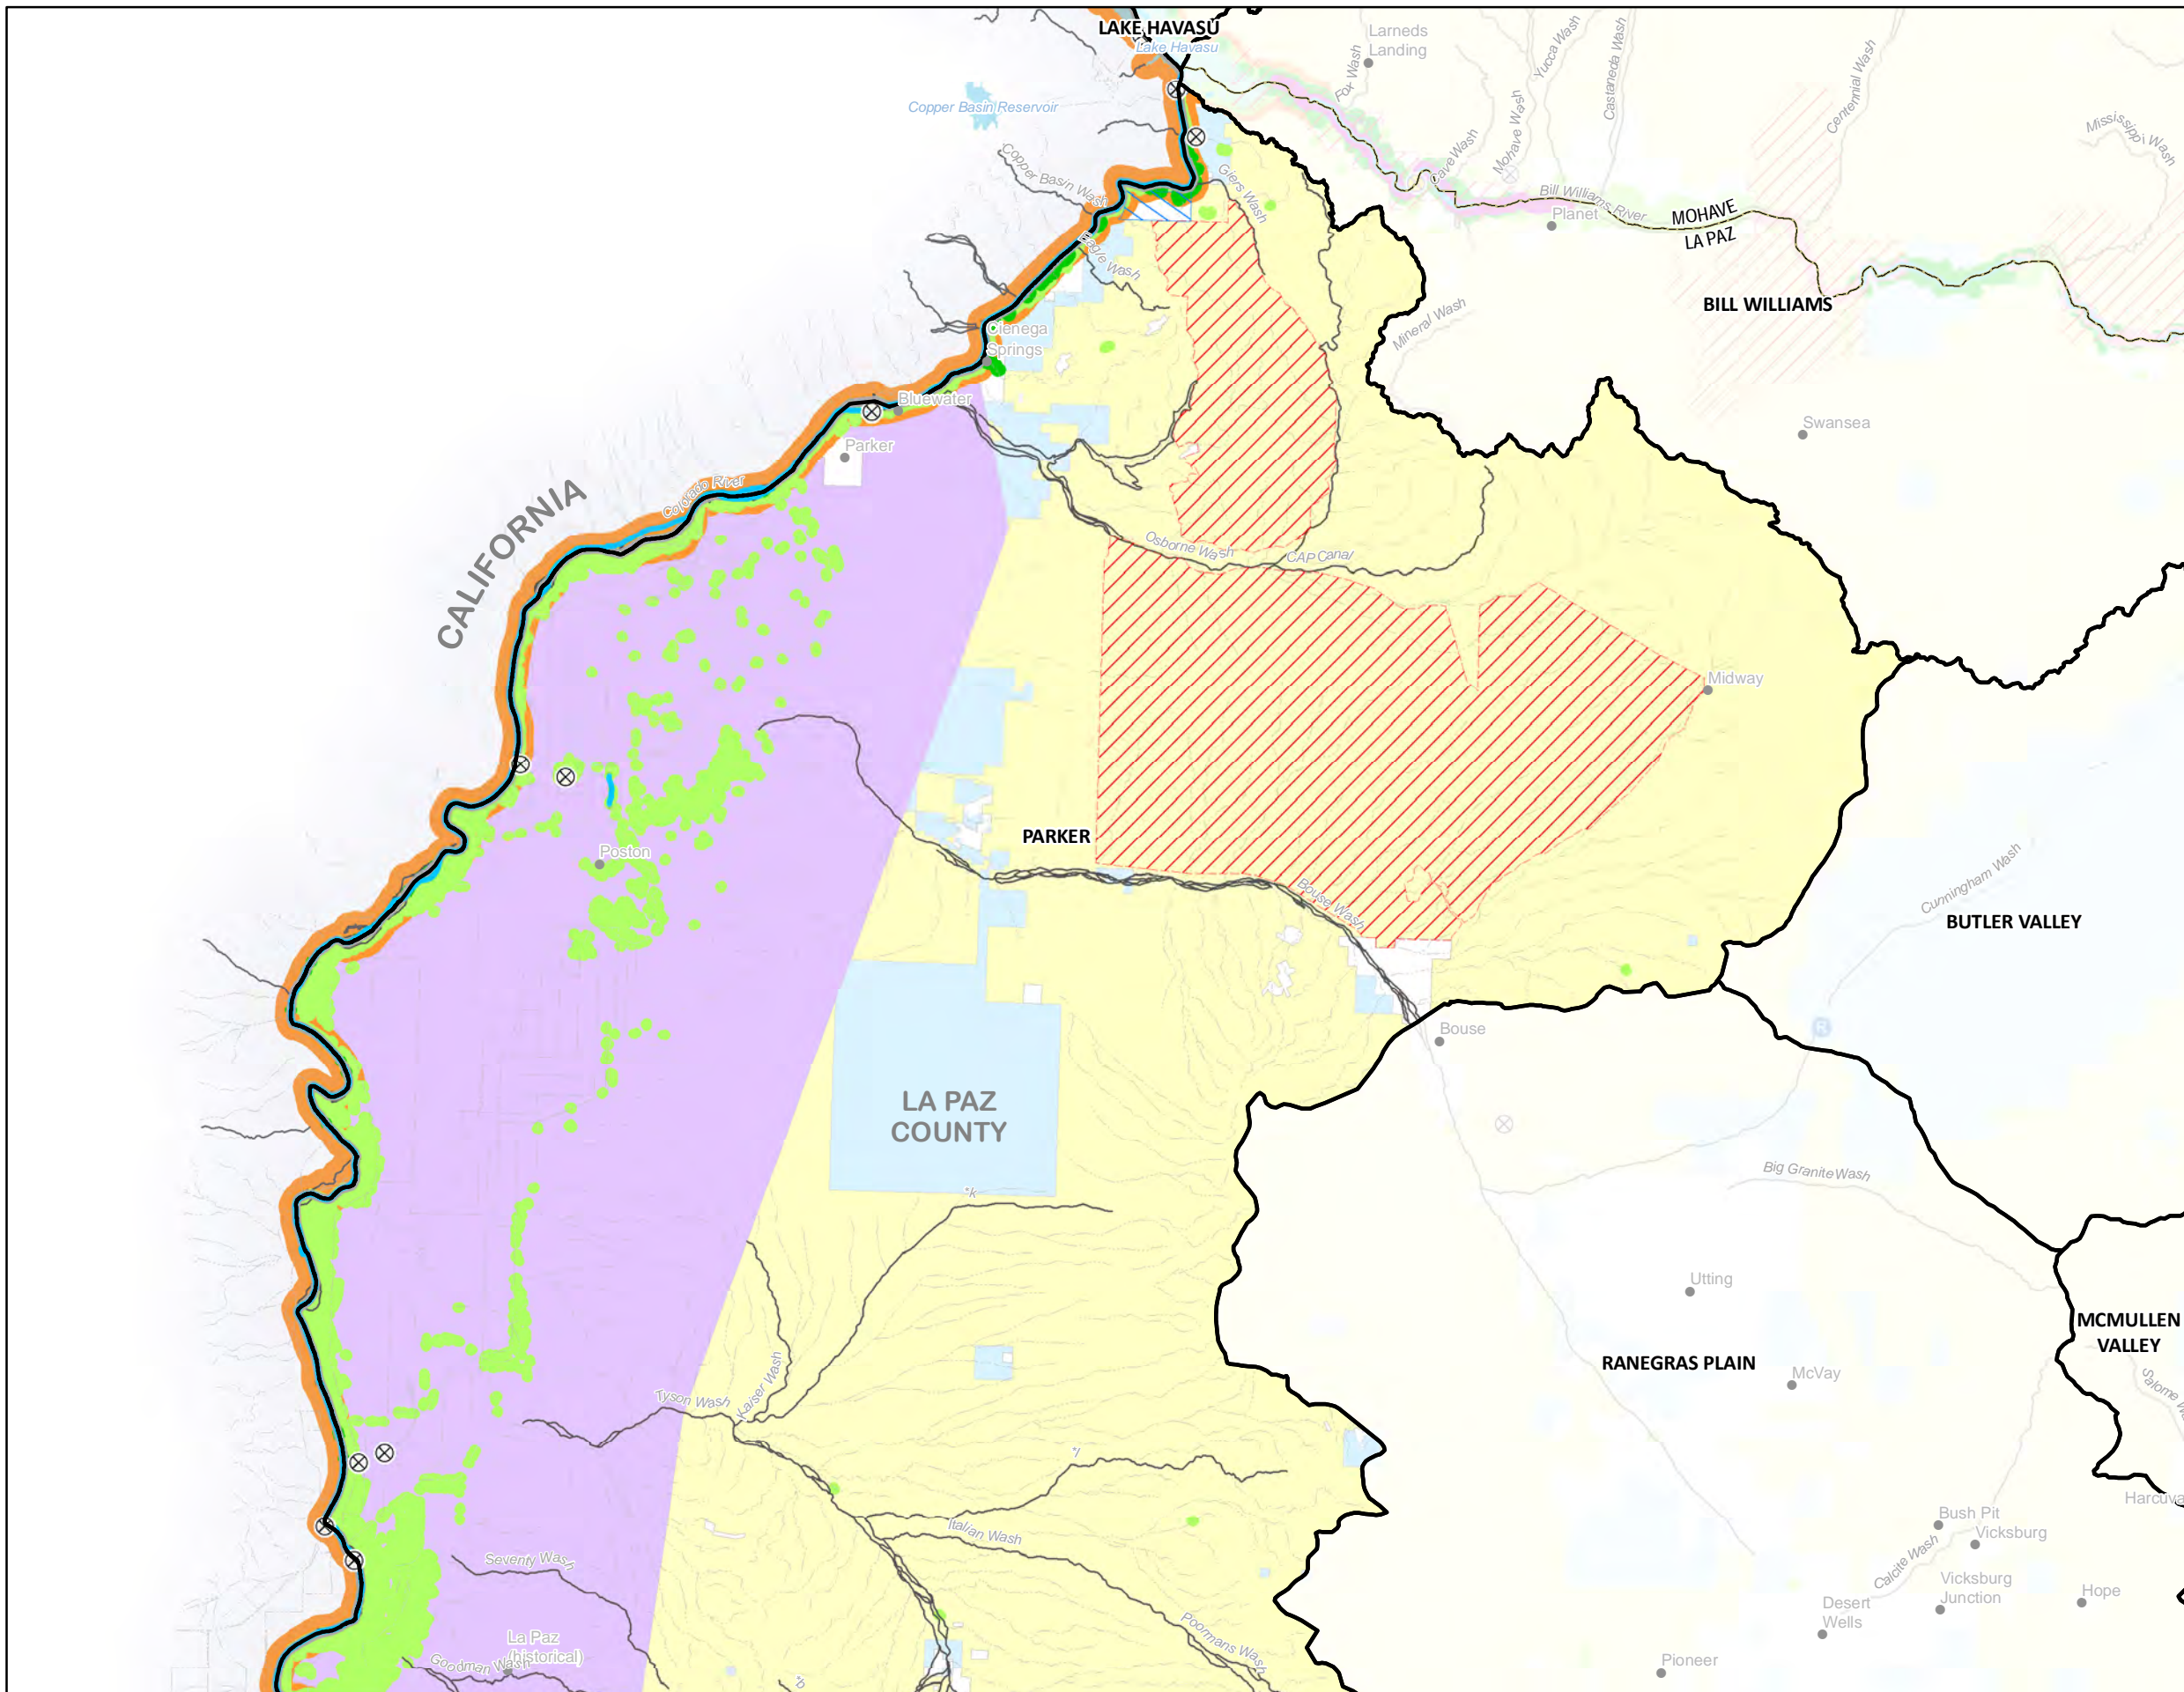 LAKE HAVASU
Lake Havasu
Larneds
Landing
Fox Wash
Yucca Wash
Castaneda Wash
Centennial Wash
Mississippi Wash
Copper Basin Reservoir
Copper Basin Wash
Giers Wash
Cave Wash
Mohave Wash
Bill Williams River
Planet
MOHAVE
LA PAZ
Eagle Wash
BILL WILLIAMS
Mineral Wash
Cienega
Springs
Bluewater
Parker
Swansea
Colorado River
CALIFORNIA
Osborne Wash
CAP Canal
Midway
PARKER
Poston
Bouse Wash
Cunningham Wash
BUTLER VALLEY
R
Bouse
LA PAZ
COUNTY
Big Granite Wash
*k
Utting
MCMULLEN
VALLEY
RANEGRAS PLAIN
McVay
Salome W
Kaiser Wash
Tyson Wash
*l
Harcuva
Bush Pit
Vicksburg
Italian Wash
Calcite Wash
Seventy Wash
Vicksburg
Junction
Hope
Desert
Wells
Poormans Wash
La Paz
(historical)
Goodman Wash
Pioneer
*b